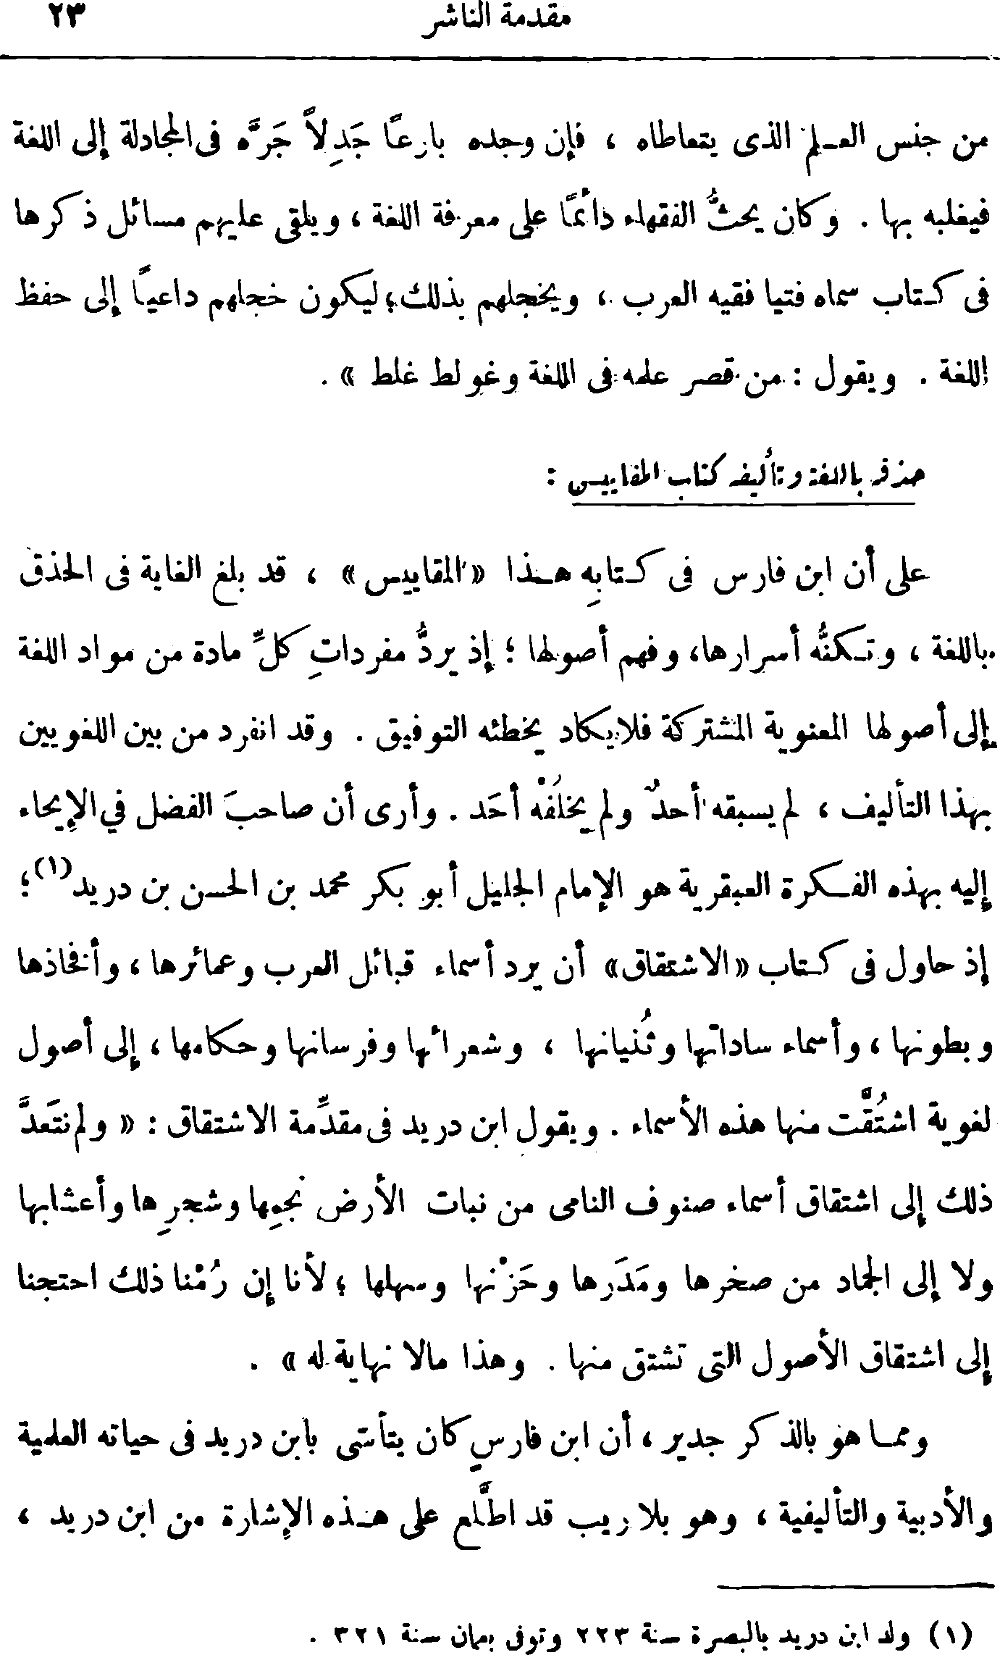 مقدمة الناشر ٢٣
من جنس العلم الذى يتعاطاه ، فإن وجده بارعًا جَدِلاً جَرَّه فى المجادلة إلى اللغة
فيغلبه بها . وكان يحثُّ الفقهاء دائمًا على معرفة اللغة ، ويلقى عليهم مسائل ذكرها
فى كتاب سماه فتيا فقيه العرب ، ويخجلهم بذلك؛ ليكون خجلهم داعيًا إلى حفظ
اللغة . ويقول : من قصر علمه فى اللغة وغولط غلط » .
حذقه باللغة وتأليفه كتاب المقاييس :
على أن ابن فارس فى كتابِه هذا «المقاييس» ، قد بلغ الغاية فى الحذق
باللغة ، وتكنُّه أسرارها، وفهم أصولها ؛ إذ يردُّ مفرداتِ كلِّ مادة من مواد اللغة
إلى أصولها المعنوية المشتركة فلا يكاد يخطئه التوفيق . وقد انفرد من بين اللغويين
بهذا التأليف ، لم يسبقه أحدٌ ولم يخلُفْه أحَد . وأرى أن صاحبَ الفضل في الإيحاء
إليه بهذه الفكرة العبقرية هو الإمام الجليل أبو بكر محمد بن الحسن بن دريد(١) ؛
إذ حاول فى كتاب «الاشتقاق» أن يرد أسماء قبائل العرب وعمائرها ، وأفخاذها
وبطونها ، وأسماء ساداتها وثُنيانها ، وشعرائها وفرسانها وحكامها ، إلى أصول
لغوية اشتُقَّت منها هذه الأسماء . ويقول ابن دريد فى مقدِّمة الاشتقاق : « ولم نتَعدَّ
ذلك إلى اشتقاق أسماء صنوف النامى من نبات الأرض نجمِها وشجرِها وأعشابها
ولا إلى الجماد من صخرها ومَدَرها وحَزْنها وسهلها ؛ لأنا إن رُمْنا ذلك احتجنا
إلى اشتقاق الأصول التى تشتق منها . وهذا مالا نهاية له » .
ومما هو بالذكر جدير ، أن ابن فارسٍ كان يتأسّى بابن دريد فى حياته العلمية
والأدبية والتأليفية ، وهو بلا ريب قد اطَّلع على هذه الإشارة من ابن دريد ،
(١) ولد ابن دريد بالبصرة سنة ٢٢٣ وتوفى بعمان سنة ٣٢١ .